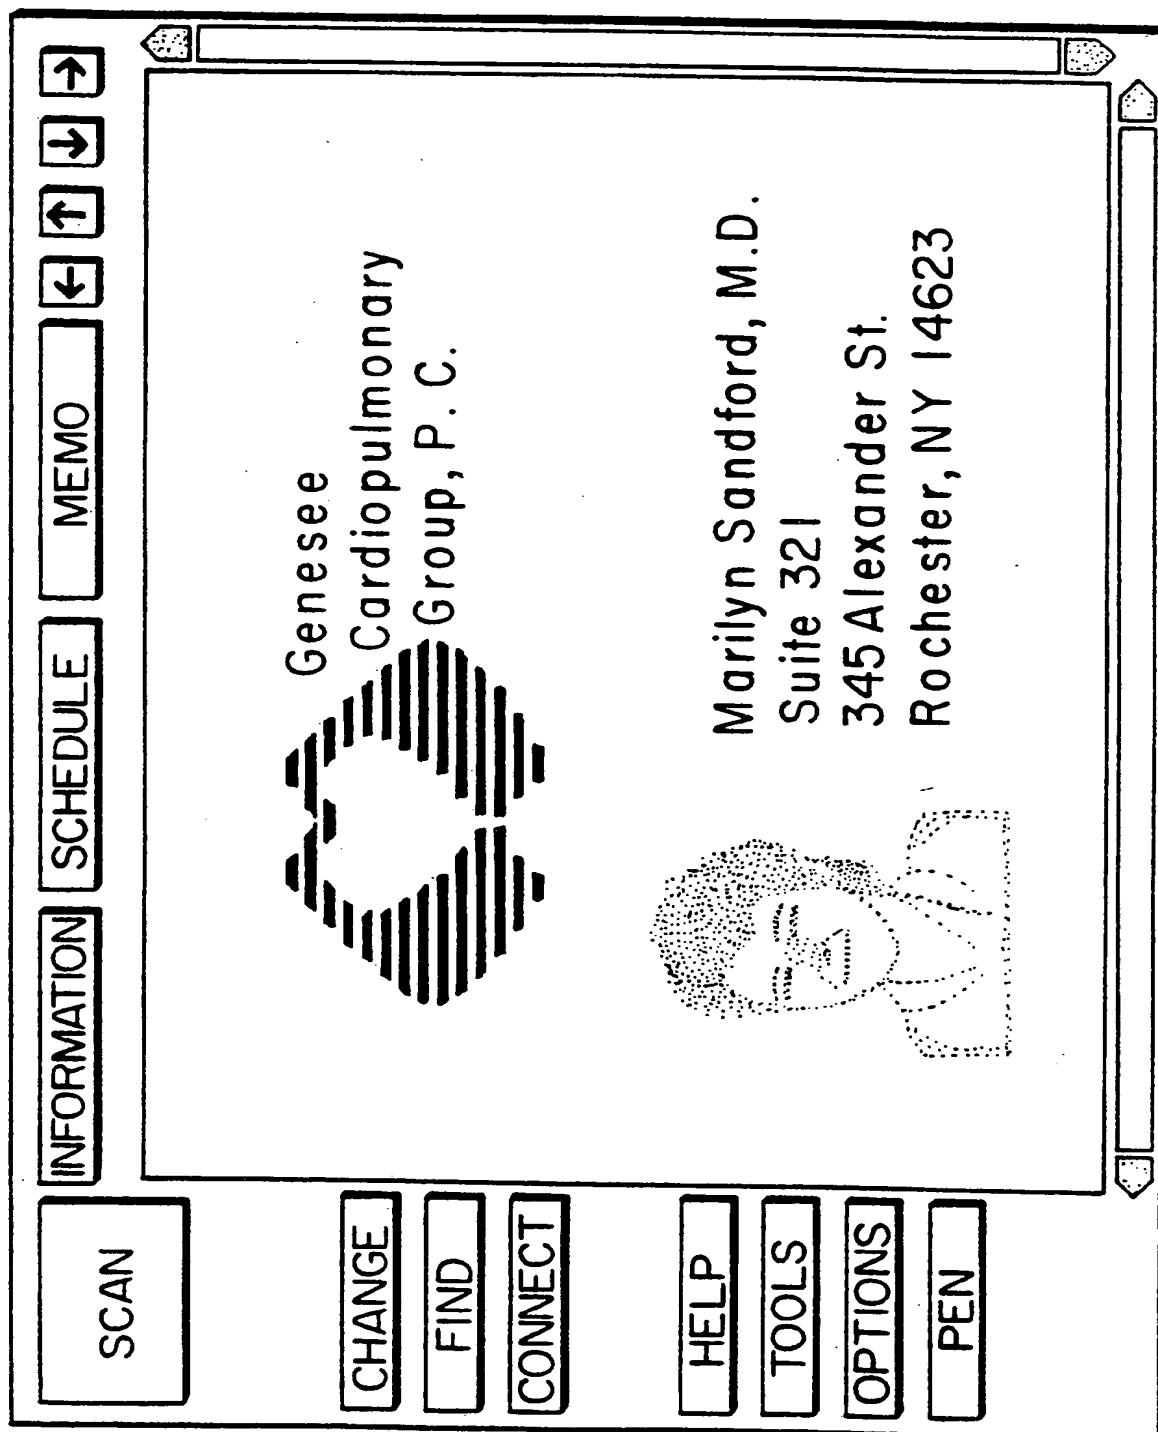 SCAN
INFORMATION
SCHEDULE
MEMO
← ↑ ↓ →
CHANGE
FIND
CONNECT
HELP
TOOLS
OPTIONS
PEN
Genesee
Cardiopulmonary
Group, P. C.
Marilyn Sandford, M.D.
Suite 321
345 Alexander St.
Rochester, NY 14623